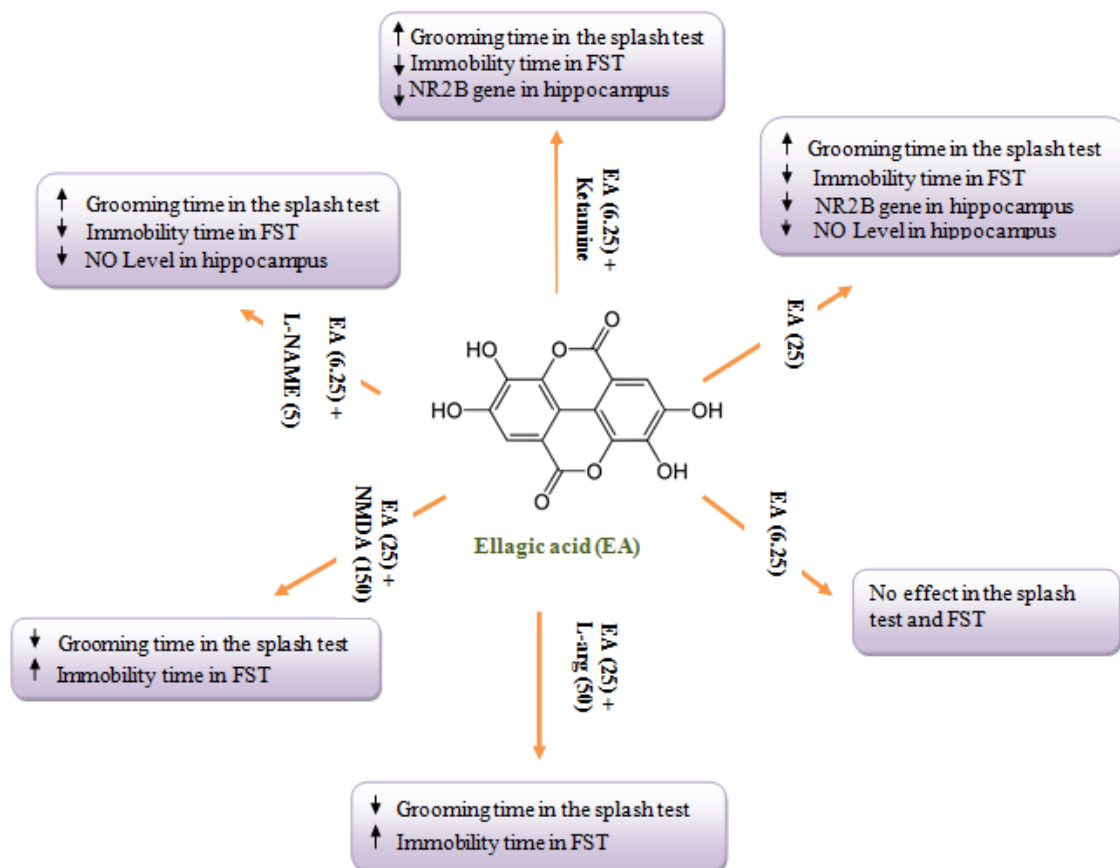 ↑ Grooming time in the splash test
↓ Immobility time in FST
↓ NR2B gene in hippocampus
↑ Grooming time in the splash test
↓ Immobility time in FST
↓ NR2B gene in hippocampus
↓ NO Level in hippocampus
↑ Grooming time in the splash test
↓ Immobility time in FST
↓ NO Level in hippocampus
EA (6.25) +
Ketamine
EA (25)
EA (6.25) +
L-NAME (5)
O
O
HO
HO
OH
O
OH
O
Ellagic acid (EA)
EA (25) +
NMDA (150)
EA (6.25)
No effect in the splash
test and FST
↓ Grooming time in the splash test
↑ Immobility time in FST
EA (25) +
L-arg (50)
↓ Grooming time in the splash test
↑ Immobility time in FST